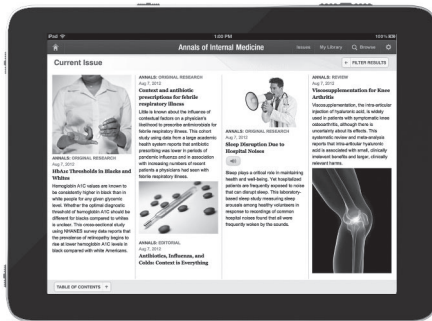 iPad
1:00 PM
100%
Annals of Internal Medicine
Issues
My Library
Browse
Current Issue
+ FILTER RESULTS
ANNALS: ORIGINAL RESEARCH
Aug 7, 2012
HbA1c Thresholds in Blacks and
Whites
Hemoglobin A1C values are known to
be consistently higher in black than in
white people for any given glycemic
level. Whether the optimal diagnostic
threshold of hemoglobin A1C should be
different for blacks compared to whites
is unclear. This cross-sectional study
using NHANES survey data reports that
the prevalence of retinopathy begins to
rise at lower hemoglobin A1C levels in
black compared with white Americans.
ANNALS: ORIGINAL RESEARCH
Aug 7, 2012
Context and antibiotic
prescriptions for febrile
respiratory illness
Little is known about the influence of
contextual factors on a physician's
likelihood to prescribe antimicrobials for
febrile respiratory illness. This cohort
study using data from a large academic
health system reports that antibiotic
prescribing was lower in periods of
pandemic influenza and in association
with increasing numbers of recent
patients a physician had seen with
febrile respiratory illness.
ANNALS: EDITORIAL
Aug 7, 2012
Antibiotics, Influenza, and
Colds: Context is Everything
ANNALS: ORIGINAL RESEARCH
Aug 7, 2012
Sleep Disruption Due to
Hospital Noises
Sleep plays a critical role in maintaining
health and well-being. Yet hospitalized
patients are frequently exposed to noise
that can disrupt sleep. This laboratory-
based sleep study measuring sleep
arousals among healthy volunteers in
response to recordings of common
hospital noises found that all were
frequently woken by the sounds.
ANNALS: REVIEW
Aug 7, 2012
Viscosupplementation for Knee
Arthritis
Viscosupplementation, the intra-articular
injection of hyaluronic acid, is widely
used in patients with symptomatic knee
osteoarthritis, although there is
uncertainty about its effects. This
systematic review and meta-analysis
reports that intra-articular hyaluronic
acid is associated with small, clinically
irrelevant benefits and larger, clinically
relevant harms.
TABLE OF CONTENTS +